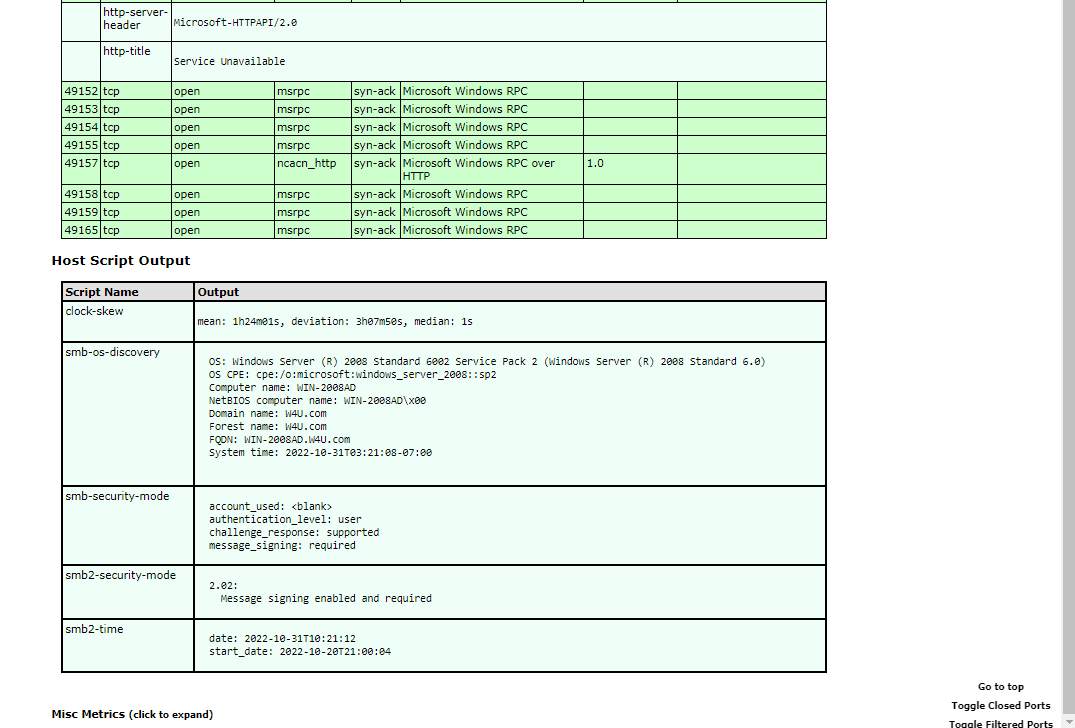 http-server-header Microsoft-HTTPAPI/2.0
http-title Service Unavailable
49152 tcp open msrpc syn-ack Microsoft Windows RPC
49153 tcp open msrpc syn-ack Microsoft Windows RPC
49154 tcp open msrpc syn-ack Microsoft Windows RPC
49155 tcp open msrpc syn-ack Microsoft Windows RPC
49157 tcp open ncacn_http syn-ack Microsoft Windows RPC over HTTP 1.0
49158 tcp open msrpc syn-ack Microsoft Windows RPC
49159 tcp open msrpc syn-ack Microsoft Windows RPC
49165 tcp open msrpc syn-ack Microsoft Windows RPC
Host Script Output
Script Name Output
clock-skew
mean: 1h24m01s, deviation: 3h07m50s, median: 1s
smb-os-discovery
OS: Windows Server (R) 2008 Standard 6002 Service Pack 2 (Windows Server (R) 2008 Standard 6.0)
OS CPE: cpe:/o:microsoft:windows_server_2008::sp2
Computer name: WIN-2008AD
NetBIOS computer name: WIN-2008AD\x00
Domain name: W4U.com
Forest name: W4U.com
FQDN: WIN-2008AD.W4U.com
System time: 2022-10-31T03:21:08-07:00
smb-security-mode
account_used: <blank>
authentication_level: user
challenge_response: supported
message_signing: required
smb2-security-mode
2.02:
Message signing enabled and required
smb2-time
date: 2022-10-31T10:21:12
start_date: 2022-10-20T21:00:04
Go to top
Toggle Closed Ports
Misc Metrics (click to expand)
Toggle Filtered Ports